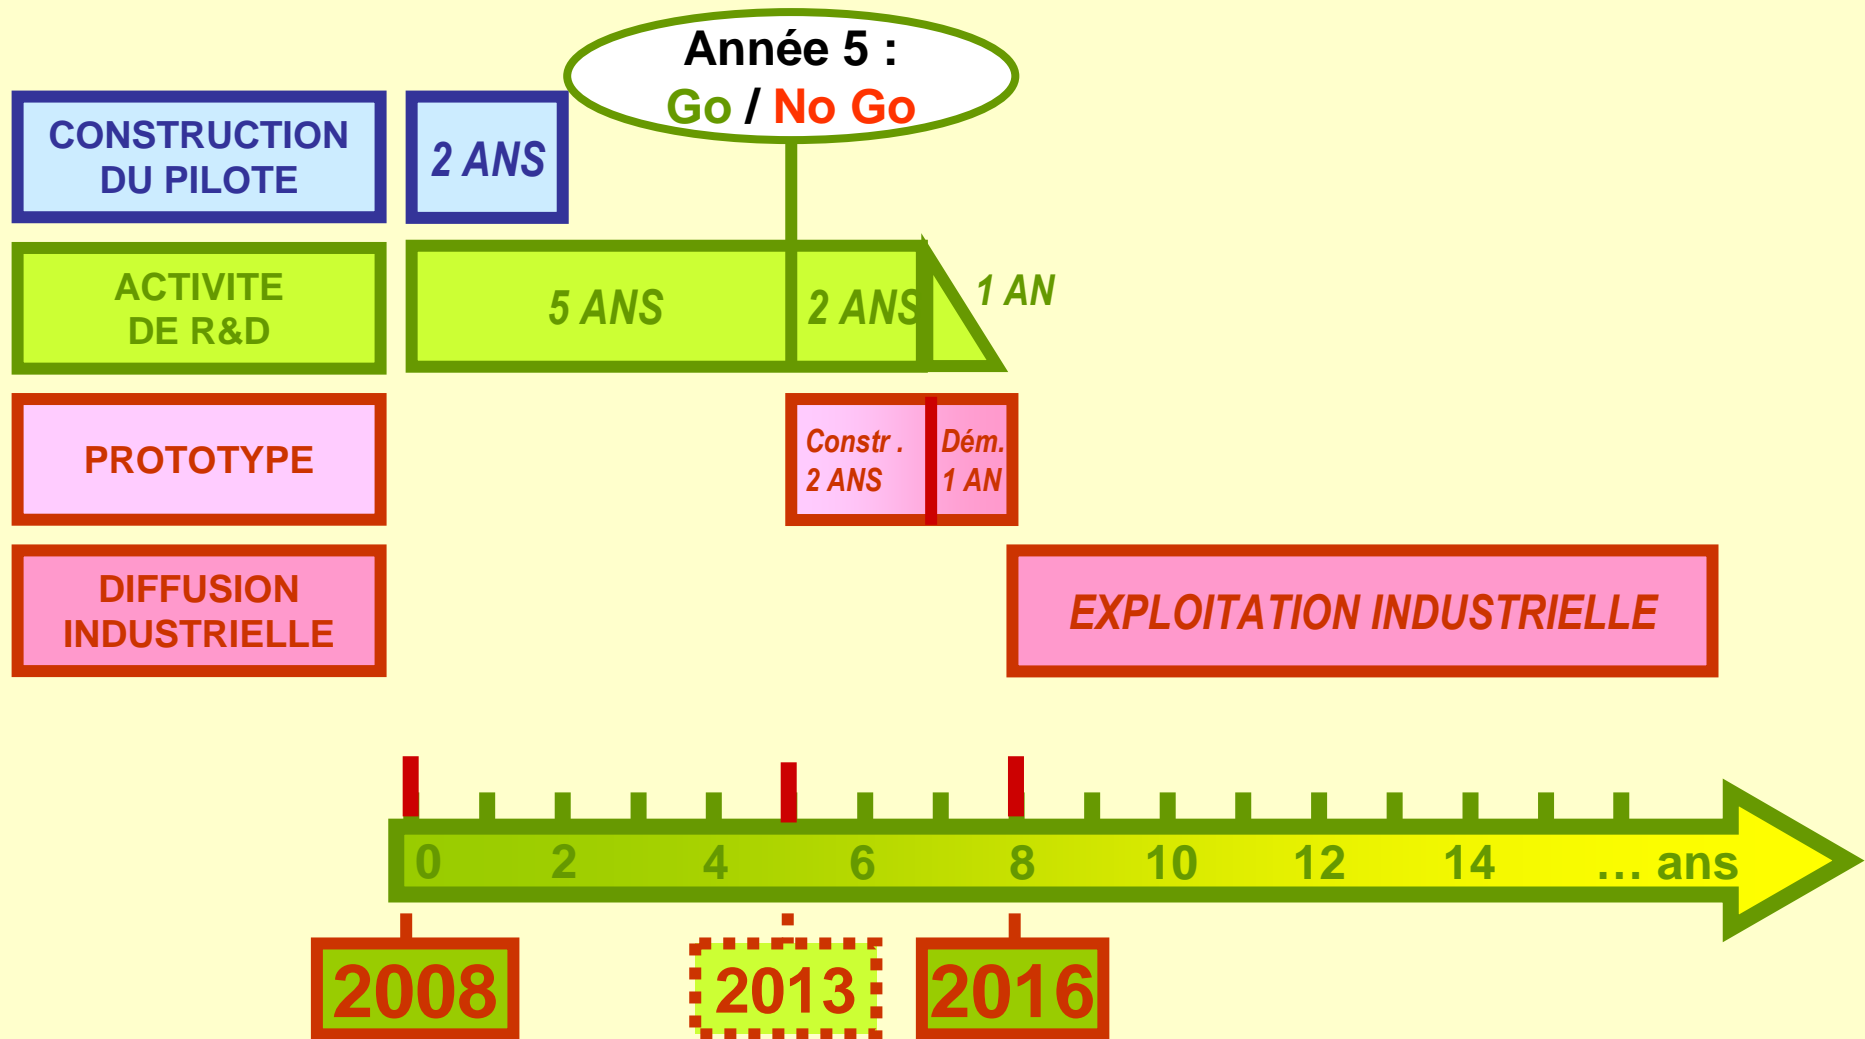 Année 5 :
Go / No Go
CONSTRUCTION
DU PILOTE
2 ANS
ACTIVITE
DE R&D
5 ANS
2 ANS
1 AN
PROTOTYPE
Constr .
2 ANS
Dém.
1 AN
DIFFUSION
INDUSTRIELLE
EXPLOITATION INDUSTRIELLE
0 2 4 6 8 10 12 14 ... ans
2008 2013 2016